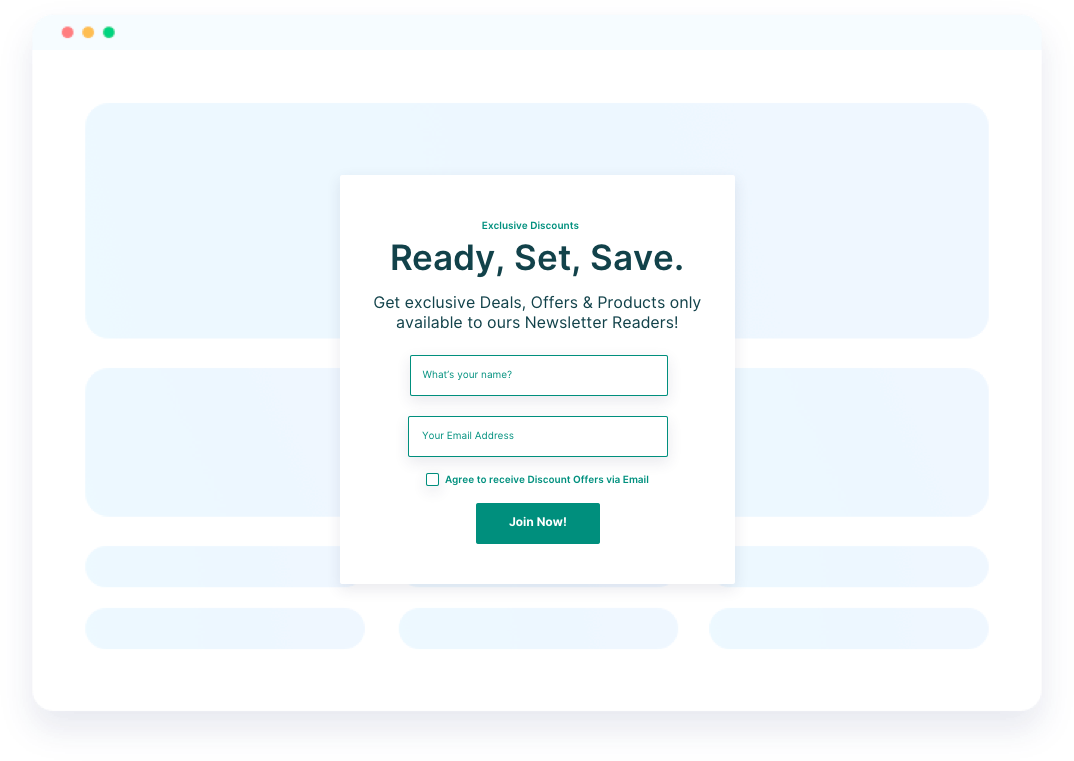 Exclusive Discounts
Ready, Set, Save.
Get exclusive Deals, Offers & Products only
available to ours Newsletter Readers!
What's your name?
Your Email Address
Agree to receive Discount Offers via Email
Join Now!